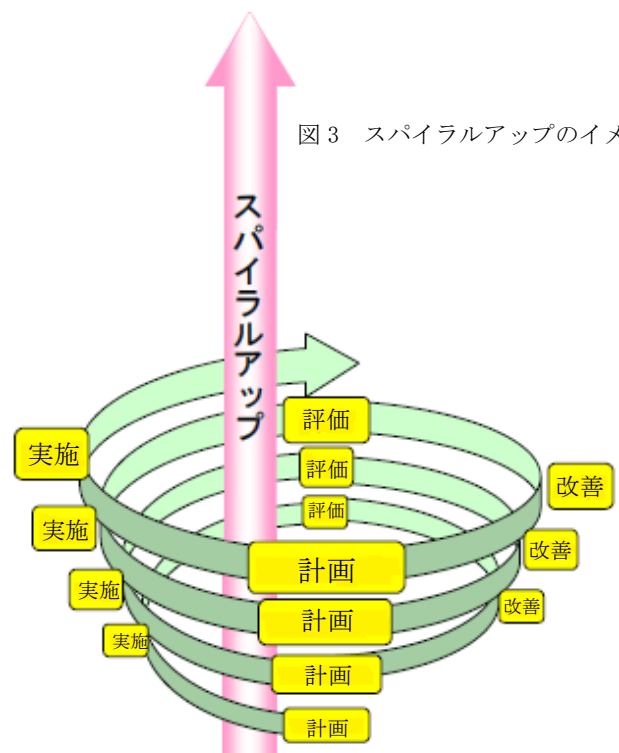 図3 スパイラルアップのイメ
スパイラルアップ
評価
実施
評価
改善
評価
実施
改善
計画
実施
改善
計画
実施
計画
計画